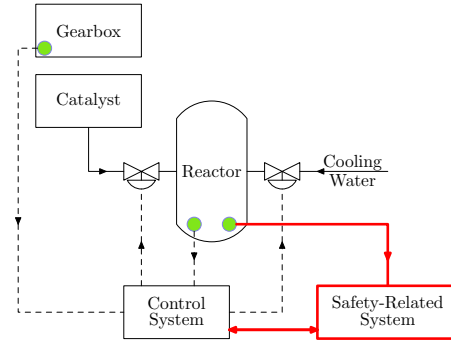 Gearbox
Catalyst
Reactor
Cooling
Water
Control
System
Safety-Related
System